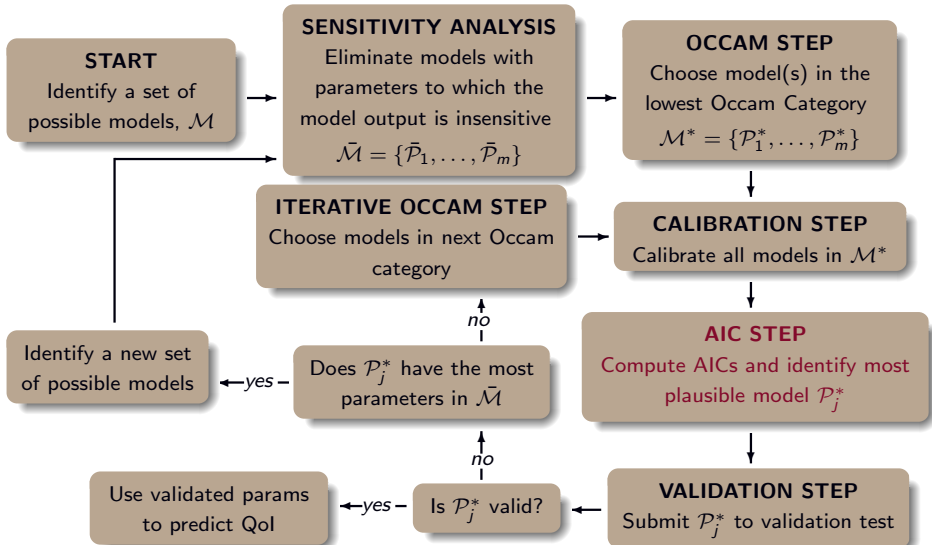 START
Identify a set of
possible models, ℳ
SENSITIVITY ANALYSIS
Eliminate models with
parameters to which the
model output is insensitive
ℳ̄ = {𝒫̄₁, . . . , 𝒫̄ₘ}
OCCAM STEP
Choose model(s) in the
lowest Occam Category
ℳ* = {𝒫₁*, . . . , 𝒫ₘ*}
ITERATIVE OCCAM STEP
Choose models in next Occam
category
CALIBRATION STEP
Calibrate all models in ℳ*
no
AIC STEP
Compute AICs and identify most
plausible model 𝒫ⱼ*
Identify a new set
of possible models
yes
Does 𝒫ⱼ* have the most
parameters in ℳ̄
no
VALIDATION STEP
Submit 𝒫ⱼ* to validation test
Is 𝒫ⱼ* valid?
yes
Use validated params
to predict QoI